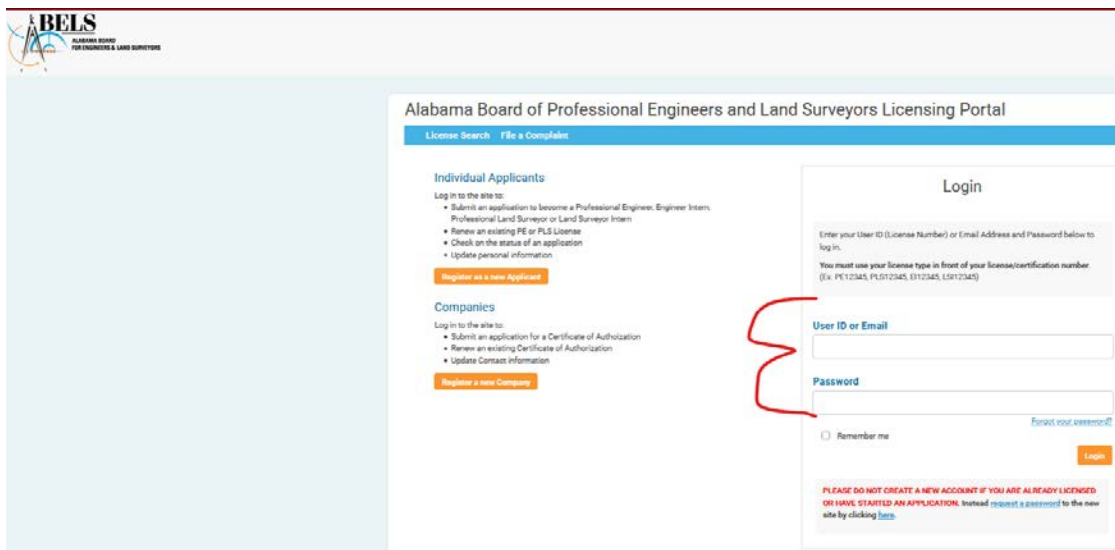 BELS
ALABAMA BOARD
FOR ENGINEERS & LAND SURVEYORS
Alabama Board of Professional Engineers and Land Surveyors Licensing Portal
License Search File a Complaint
Individual Applicants
Log in to the site to:
• Submit an application to become a Professional Engineer, Engineer Intern,
Professional Land Surveyor or Land Surveyor Intern
• Renew an existing PE or PLS License
• Check on the status of an application
• Update personal information
Register as a new Applicant
Companies
Log in to the site to:
• Submit an application for a Certificate of Authoization
• Renew an existing Certificate of Authorization
• Update Contact information
Register a new Company
Login
Enter your User ID (License Number) or Email Address and Password below to
log in.
You must use your license type in front of your license/certification number.
(Ex: PE12345, PLS12345, EI12345, LSI12345)
User ID or Email
Password
Forgot your password?
Remember me
Login
PLEASE DO NOT CREATE A NEW ACCOUNT IF YOU ARE ALREADY LICENSED
OR HAVE STARTED AN APPLICATION. Instead request a password to the new
site by clicking here.